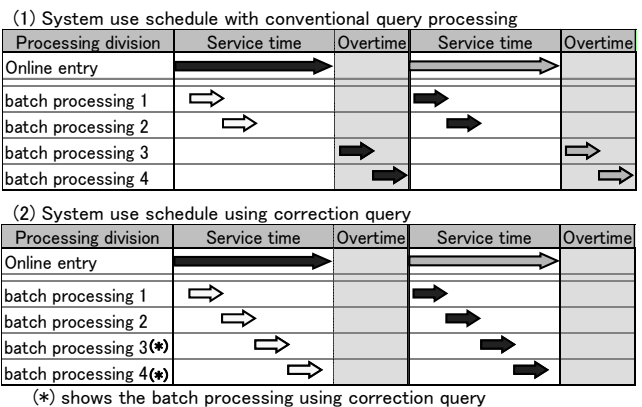 (1) System use schedule with conventional query processing
Processing division Service time Overtime Service time Overtime
Online entry
batch processing 1
batch processing 2
batch processing 3
batch processing 4
(2) System use schedule using correction query
Processing division Service time Overtime Service time Overtime
Online entry
batch processing 1
batch processing 2
batch processing 3(*)
batch processing 4(*)
(*) shows the batch processing using correction query